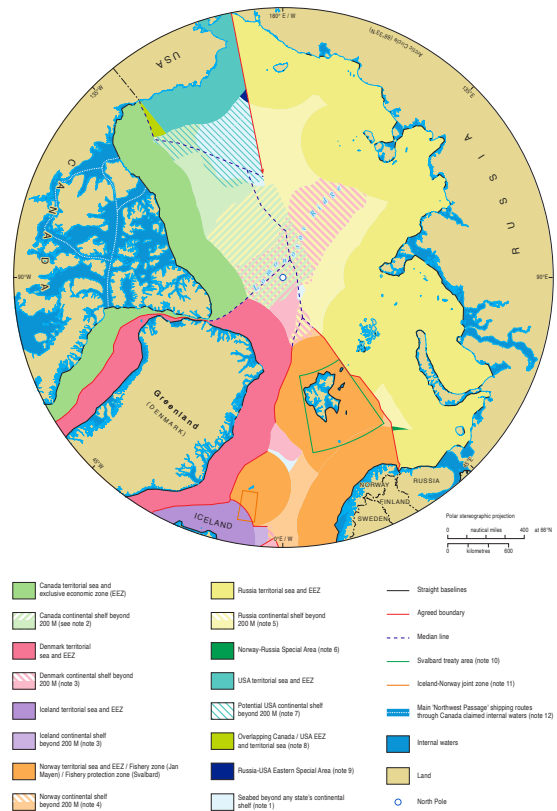 180° E / W
Arctic Circle (66°33'N)
USA
135°W
135°E
CANADA
RUSSIA
Lomonosov Ridge
90°W
90°E
Greenland
(DENMARK)
45°W
45°E
NORWAY
RUSSIA
FINLAND
SWEDEN
ICELAND
0°E / W
Polar stereographic projection
0 nautical miles 400 at 66°N
0 kilometres 600
Canada territorial sea and
exclusive economic zone (EEZ)
Canada continental shelf beyond
200 M (see note 2)
Denmark territorial
sea and EEZ
Denmark continental shelf beyond
200 M (note 3)
Iceland territorial sea and EEZ
Iceland continental shelf
beyond 200 M (note 3)
Norway territorial sea and EEZ / Fishery zone (Jan
Mayen) / Fishery protection zone (Svalbard)
Norway continental shelf
beyond 200 M (note 4)
Russia territorial sea and EEZ
Russia continental shelf beyond
200 M (note 5)
Norway-Russia Special Area (note 6)
USA territorial sea and EEZ
Potential USA continental shelf
beyond 200 M (note 7)
Overlapping Canada / USA EEZ
and territorial sea (note 8)
Russia-USA Eastern Special Area (note 9)
Seabed beyond any state's continental
shelf (note 1)
Straight baselines
Agreed boundary
Median line
Svalbard treaty area (note 10)
Iceland-Norway joint zone (note 11)
Main 'Northwest Passage' shipping routes
through Canada claimed internal waters (note 12)
Internal waters
Land
North Pole